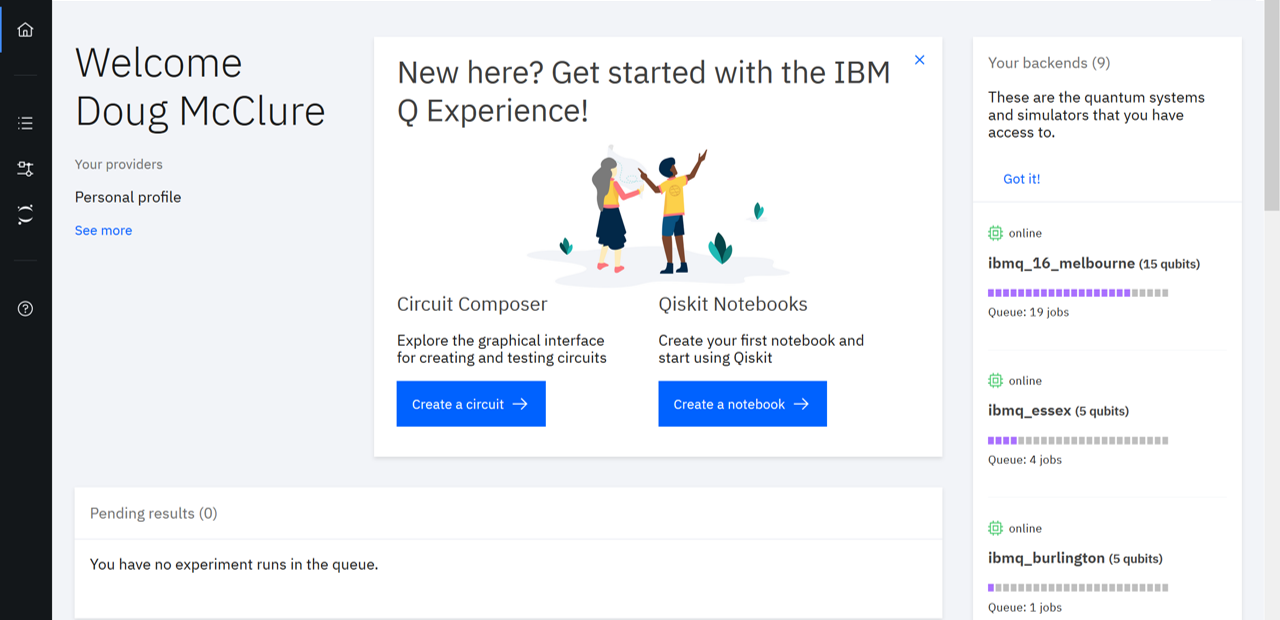 Welcome
Doug McClure
Your providers
Personal profile
See more
New here? Get started with the IBM
Q Experience!
Circuit Composer
Explore the graphical interface
for creating and testing circuits
Create a circuit
Qiskit Notebooks
Create your first notebook and
start using Qiskit
Create a notebook
Pending results (0)
You have no experiment runs in the queue.
Your backends (9)
These are the quantum systems
and simulators that you have
access to.
Got it!
online
ibmq_16_melbourne (15 qubits)
Queue: 19 jobs
online
ibmq_essex (5 qubits)
Queue: 4 jobs
online
ibmq_burlington (5 qubits)
Queue: 1 jobs